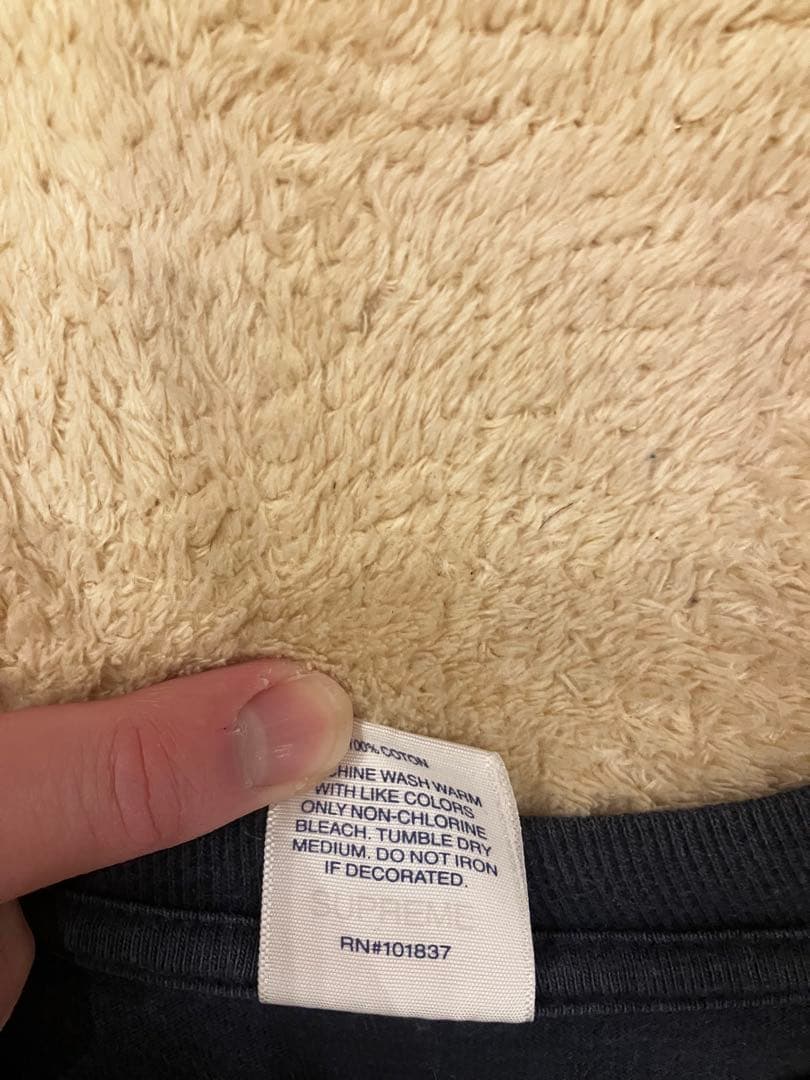 100% COTON
CHINE WASH WARM
WITH LIKE COLORS
ONLY NON-CHLORINE
BLEACH. TUMBLE DRY
MEDIUM. DO NOT IRON
IF DECORATED.
SUPREME
RN#101837